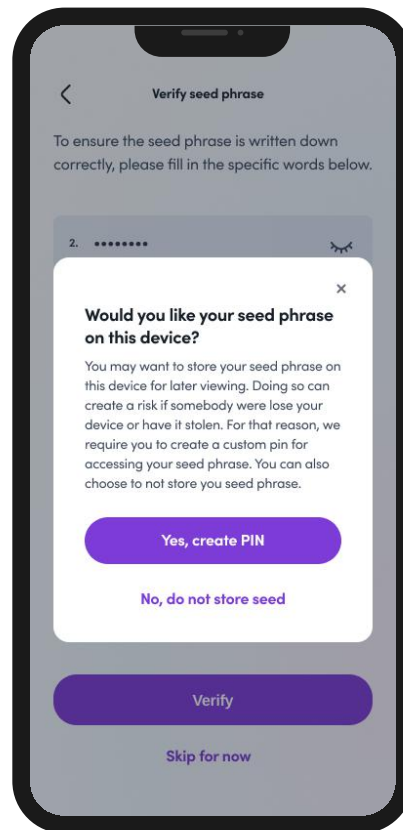 Verify seed phrase
To ensure the seed phrase is written down
correctly, please fill in the specific words below.
2. ••••••••
×
Would you like your seed phrase
on this device?
You may want to store your seed phrase on
this device for later viewing. Doing so can
create a risk if somebody were lose your
device or have it stolen. For that reason, we
require you to create a custom pin for
accessing your seed phrase. You can also
choose to not store you seed phrase.
Yes, create PIN
No, do not store seed
Verify
Skip for now